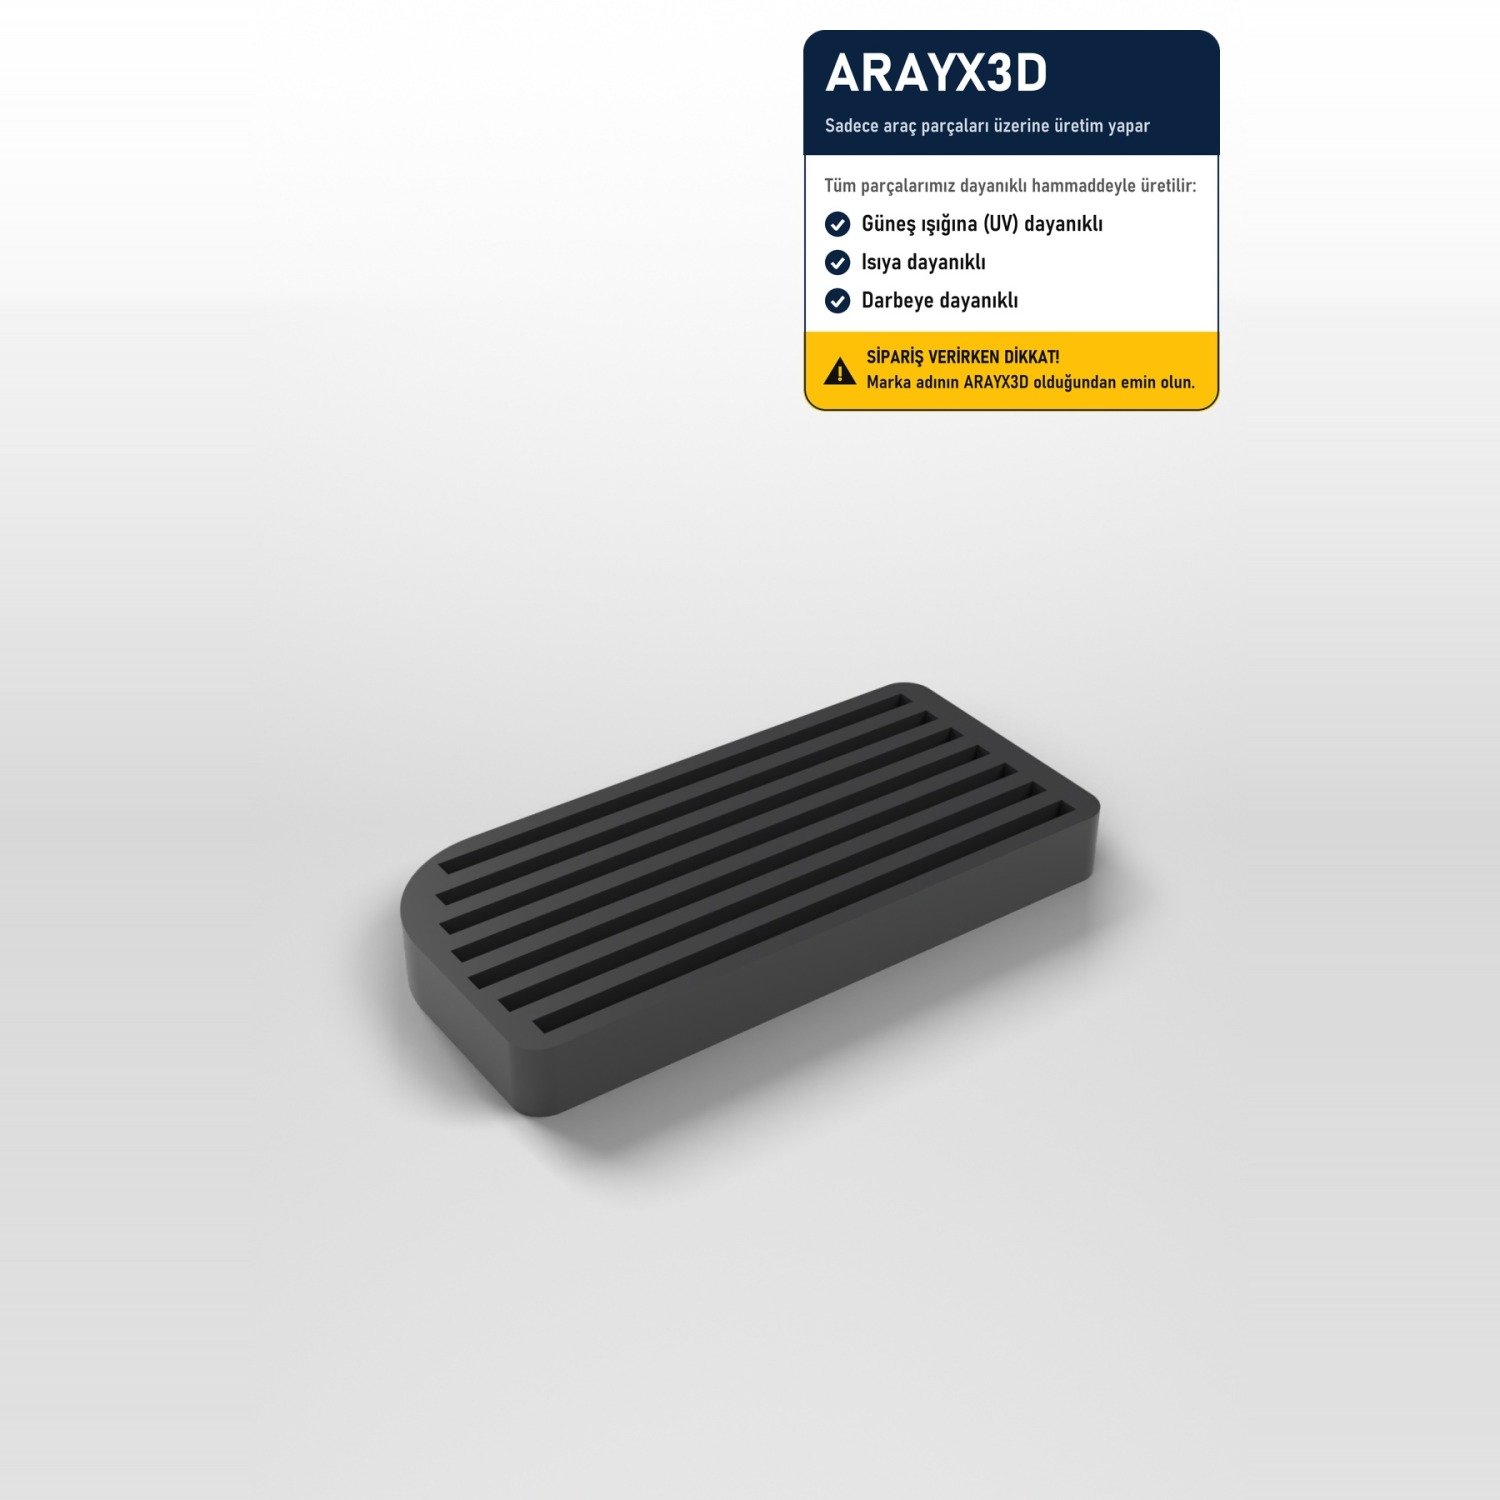 ARAYX3D
Sadece araç parçaları üzerine üretim yapar
Tüm parçalarımız dayanıklı hammaddeyle üretilir:
Güneş ışığına (UV) dayanıklı
Isıya dayanıklı
Darbeye dayanıklı
SİPARİŞ VERİRKEN DİKKAT!
Marka adının ARAYX3D olduğundan emin olun.